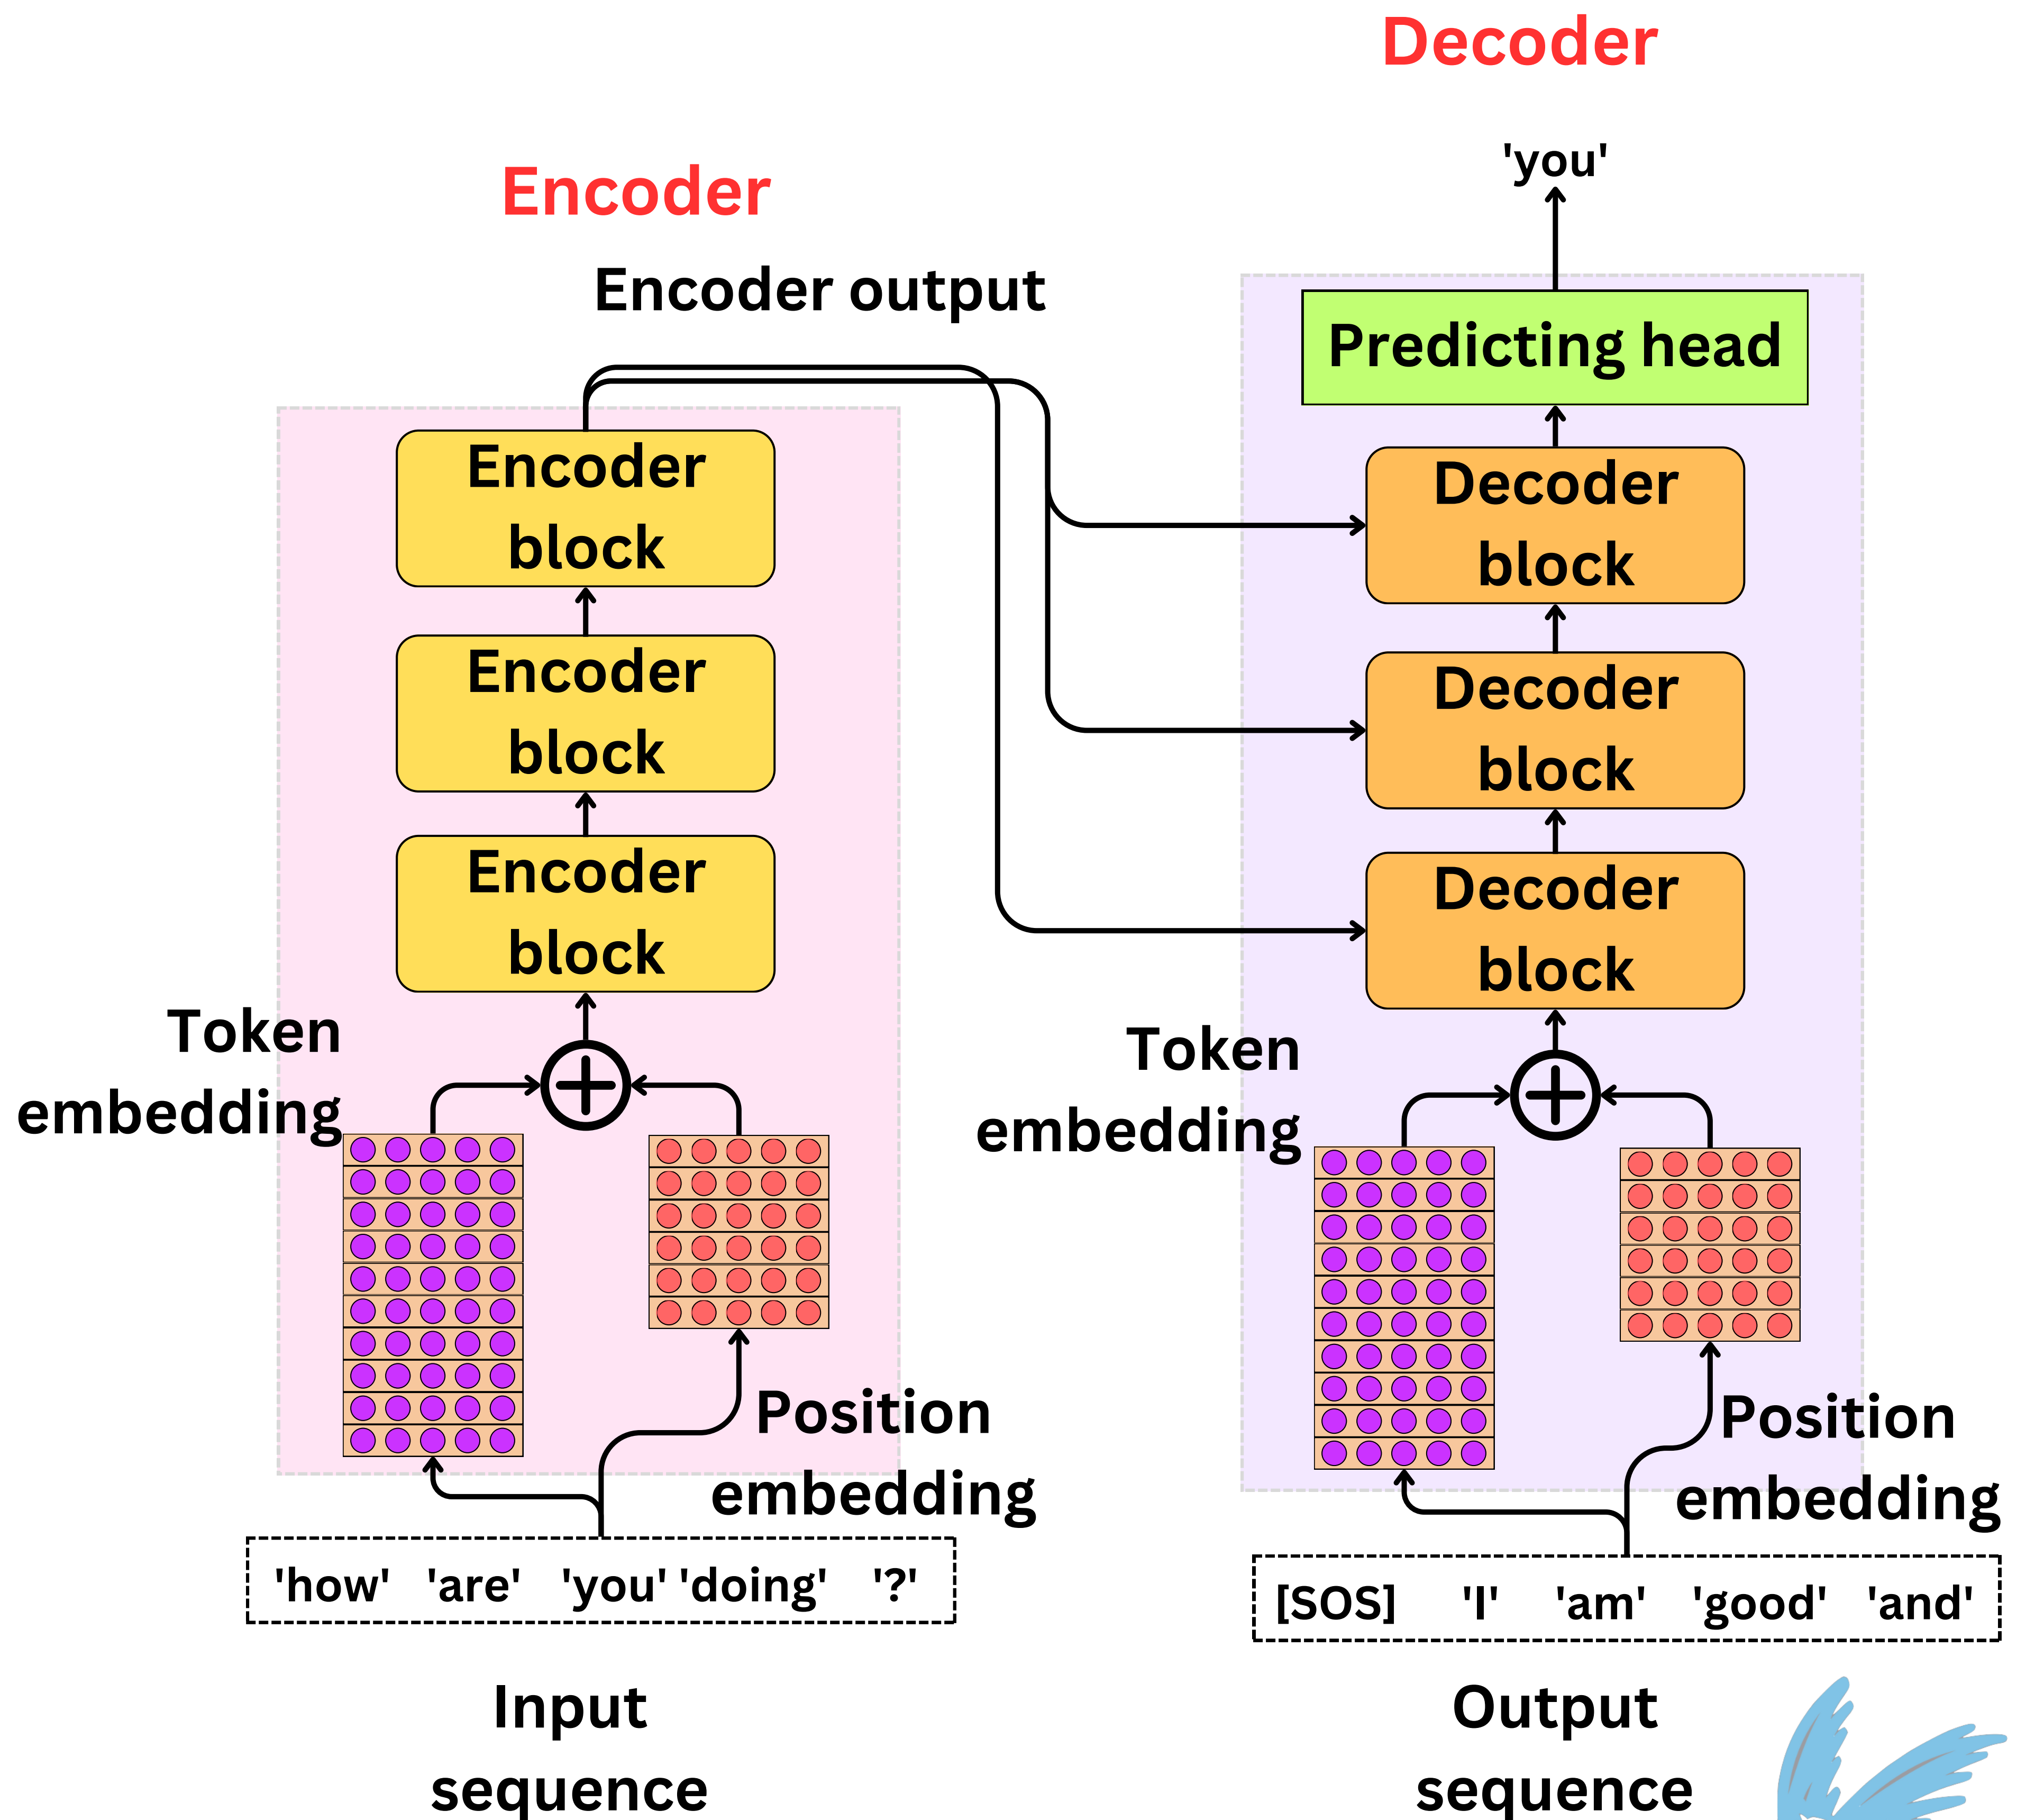 Decoder
'you'
Encoder
Encoder output
Predicting head
Encoder
block
Encoder
block
Encoder
block
Decoder
block
Decoder
block
Decoder
block
Token
embedding
Token
embedding
Position
embedding
Position
embedding
'how' 'are' 'you' 'doing' '?'
[SOS] 'I' 'am' 'good' 'and'
Input
sequence
Output
sequence